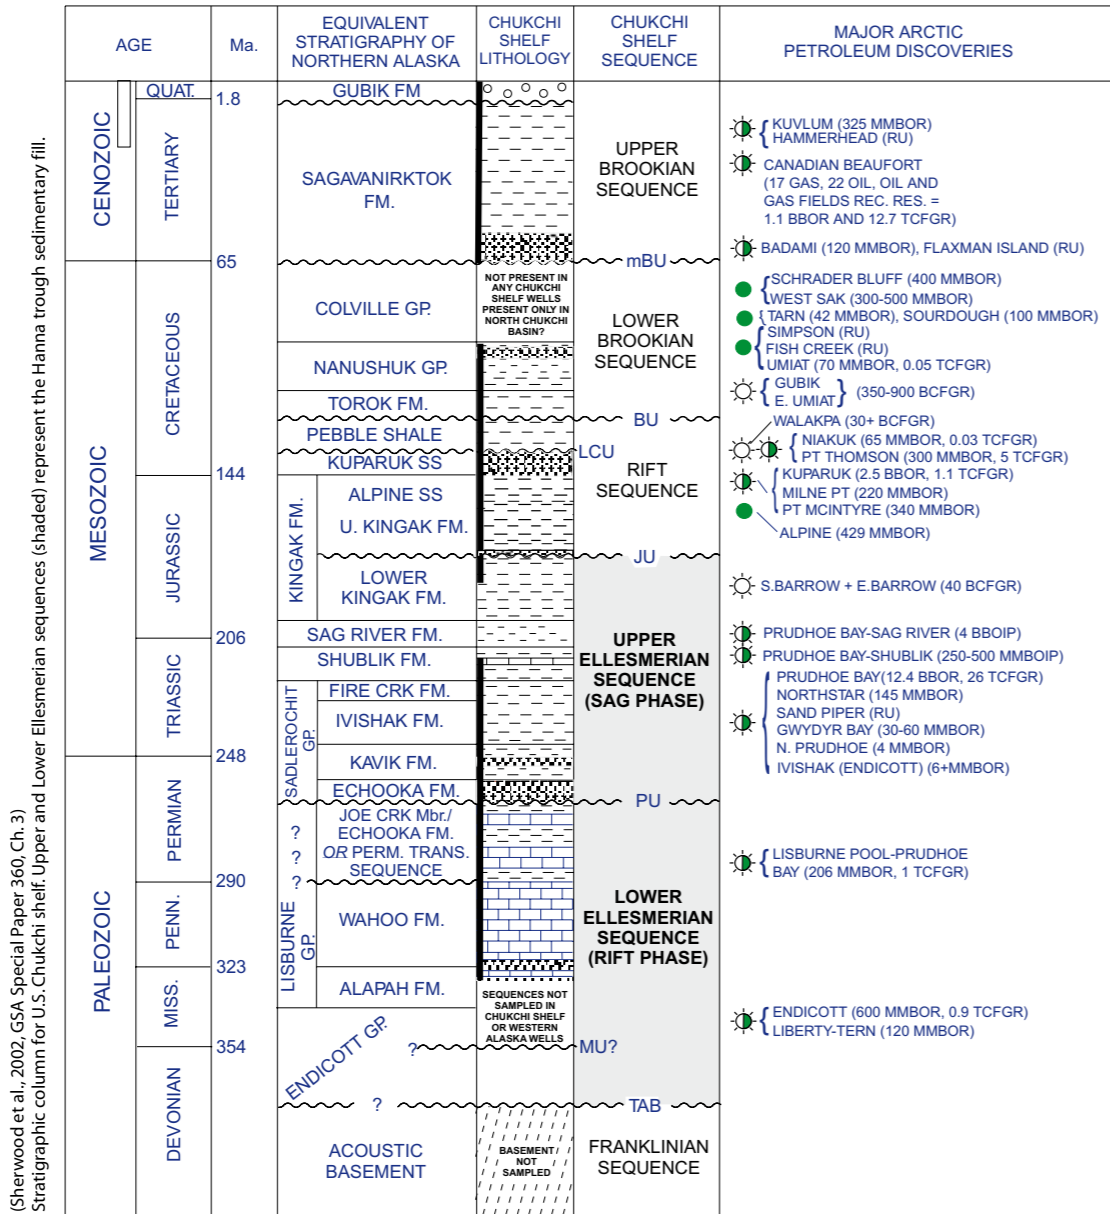 (Sherwood et al., 2002, GSA Special Paper 360, Ch. 3)
Stratigraphic column for U.S. Chukchi shelf. Upper and Lower Ellesmerian sequences (shaded) represent the Hanna trough sedimentary fill.
AGE
Ma.
EQUIVALENT
STRATIGRAPHY OF
NORTHERN ALASKA
CHUKCHI
SHELF
LITHOLOGY
CHUKCHI
SHELF
SEQUENCE
MAJOR ARCTIC
PETROLEUM DISCOVERIES
CENOZOIC
MESOZOIC
PALEOZOIC
QUAT.
TERTIARY
CRETACEOUS
JURASSIC
TRIASSIC
PERMIAN
PENN.
MISS.
DEVONIAN
1.8
65
144
206
248
290
323
354
GUBIK FM
SAGAVANIRKTOK
FM.
COLVILLE GP.
NANUSHUK GP.
TOROK FM.
PEBBLE SHALE
KUPARUK SS
KINGAK FM.
ALPINE SS
U. KINGAK FM.
LOWER
KINGAK FM.
SAG RIVER FM.
SHUBLIK FM.
SADLEROCHIT
GP.
FIRE CRK FM.
IVISHAK FM.
KAVIK FM.
ECHOOKA FM.
?
?
?
JOE CRK Mbr./
ECHOOKA FM.
OR PERM. TRANS.
SEQUENCE
LISBURNE
GP.
WAHOO FM.
ALAPAH FM.
ENDICOTT GP.
?
?
ACOUSTIC
BASEMENT
NOT PRESENT IN
ANY CHUKCHI
SHELF WELLS
PRESENT ONLY IN
NORTH CHUKCHI
BASIN?
SEQUENCES NOT
SAMPLED IN
CHUKCHI SHELF
OR WESTERN
ALASKA WELLS
BASEMENT
NOT
SAMPLED
UPPER
BROOKIAN
SEQUENCE
mBU
LOWER
BROOKIAN
SEQUENCE
BU
LCU
RIFT
SEQUENCE
JU
UPPER
ELLESMERIAN
SEQUENCE
(SAG PHASE)
PU
LOWER
ELLESMERIAN
SEQUENCE
(RIFT PHASE)
MU?
TAB
FRANKLINIAN
SEQUENCE
KUVLUM (325 MMBOR)
HAMMERHEAD (RU)
CANADIAN BEAUFORT
(17 GAS, 22 OIL, OIL AND
GAS FIELDS REC. RES. =
1.1 BBOR AND 12.7 TCFGR)
BADAMI (120 MMBOR), FLAXMAN ISLAND (RU)
SCHRADER BLUFF (400 MMBOR)
WEST SAK (300-500 MMBOR)
TARN (42 MMBOR), SOURDOUGH (100 MMBOR)
SIMPSON (RU)
FISH CREEK (RU)
UMIAT (70 MMBOR, 0.05 TCFGR)
GUBIK
E. UMIAT
(350-900 BCFGR)
WALAKPA (30+ BCFGR)
NIAKUK (65 MMBOR, 0.03 TCFGR)
PT THOMSON (300 MMBOR, 5 TCFGR)
KUPARUK (2.5 BBOR, 1.1 TCFGR)
MILNE PT (220 MMBOR)
PT MCINTYRE (340 MMBOR)
ALPINE (429 MMBOR)
S.BARROW + E.BARROW (40 BCFGR)
PRUDHOE BAY-SAG RIVER (4 BBOIP)
PRUDHOE BAY-SHUBLIK (250-500 MMBOIP)
PRUDHOE BAY(12.4 BBOR, 26 TCFGR)
NORTHSTAR (145 MMBOR)
SAND PIPER (RU)
GWYDYR BAY (30-60 MMBOR)
N. PRUDHOE (4 MMBOR)
IVISHAK (ENDICOTT) (6+MMBOR)
LISBURNE POOL-PRUDHOE
BAY (206 MMBOR, 1 TCFGR)
ENDICOTT (600 MMBOR, 0.9 TCFGR)
LIBERTY-TERN (120 MMBOR)